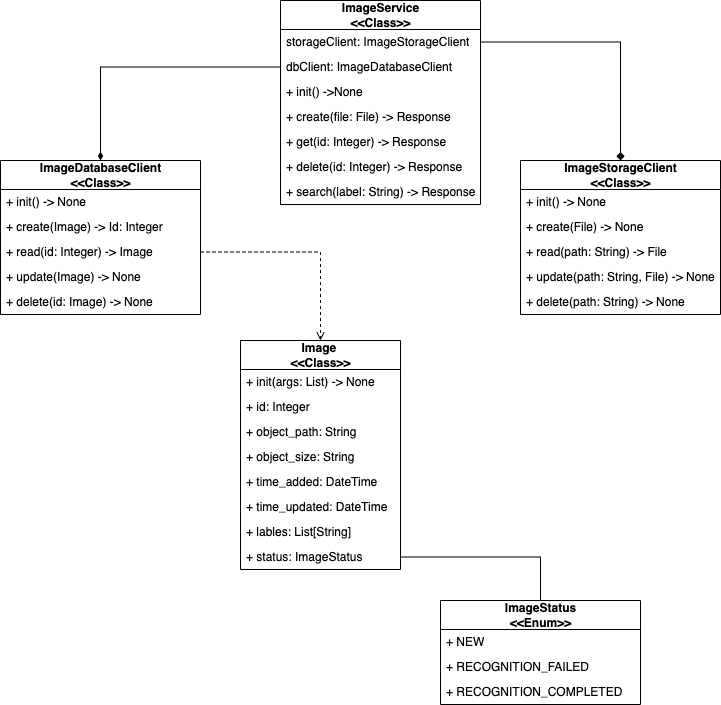 ImageService
<<Class>>
storageClient: ImageStorageClient
dbClient: ImageDatabaseClient
+ init() ->None
+ create(file: File) -> Response
+ get(id: Integer) -> Response
+ delete(id: Integer) -> Response
+ search(label: String) -> Response
ImageDatabaseClient
<<Class>>
+ init() -> None
+ create(Image) -> Id: Integer
+ read(id: Integer) -> Image
+ update(Image) -> None
+ delete(id: Image) -> None
ImageStorageClient
<<Class>>
+ init() -> None
+ create(File) -> None
+ read(path: String) -> File
+ update(path: String, File) -> None
+ delete(path: String) -> None
Image
<<Class>>
+ init(args: List) -> None
+ id: Integer
+ object_path: String
+ object_size: String
+ time_added: DateTime
+ time_updated: DateTime
+ lables: List[String]
+ status: ImageStatus
ImageStatus
<<Enum>>
+ NEW
+ RECOGNITION_FAILED
+ RECOGNITION_COMPLETED